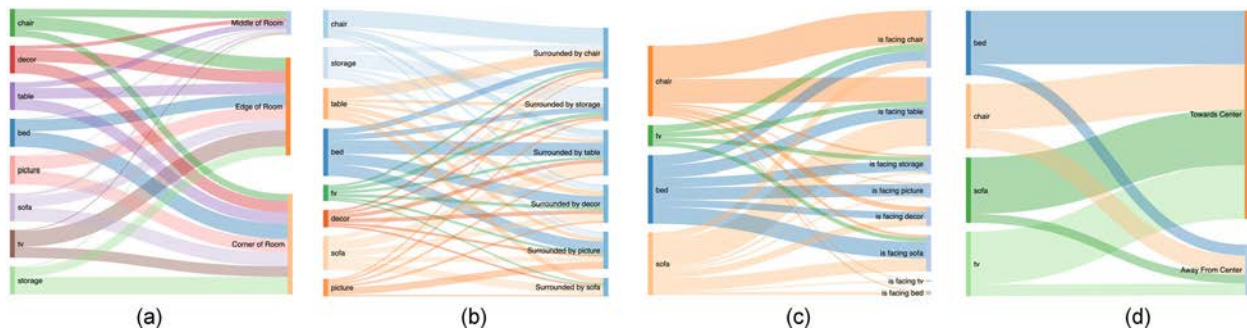 chair
decor
table
bed
picture
sofa
tv
storage
Middle of Room
Edge of Room
Corner of Room
(a)
chair
storage
table
bed
tv
decor
sofa
picture
Surrounded by chair
Surrounded by storage
Surrounded by table
Surrounded by decor
Surrounded by picture
Surrounded by sofa
(b)
chair
tv
bed
sofa
is facing chair
is facing table
is facing storage
is facing picture
is facing decor
is facing sofa
is facing tv
is facing bed
(c)
bed
chair
sofa
tv
Towards Center
Away From Center
(d)